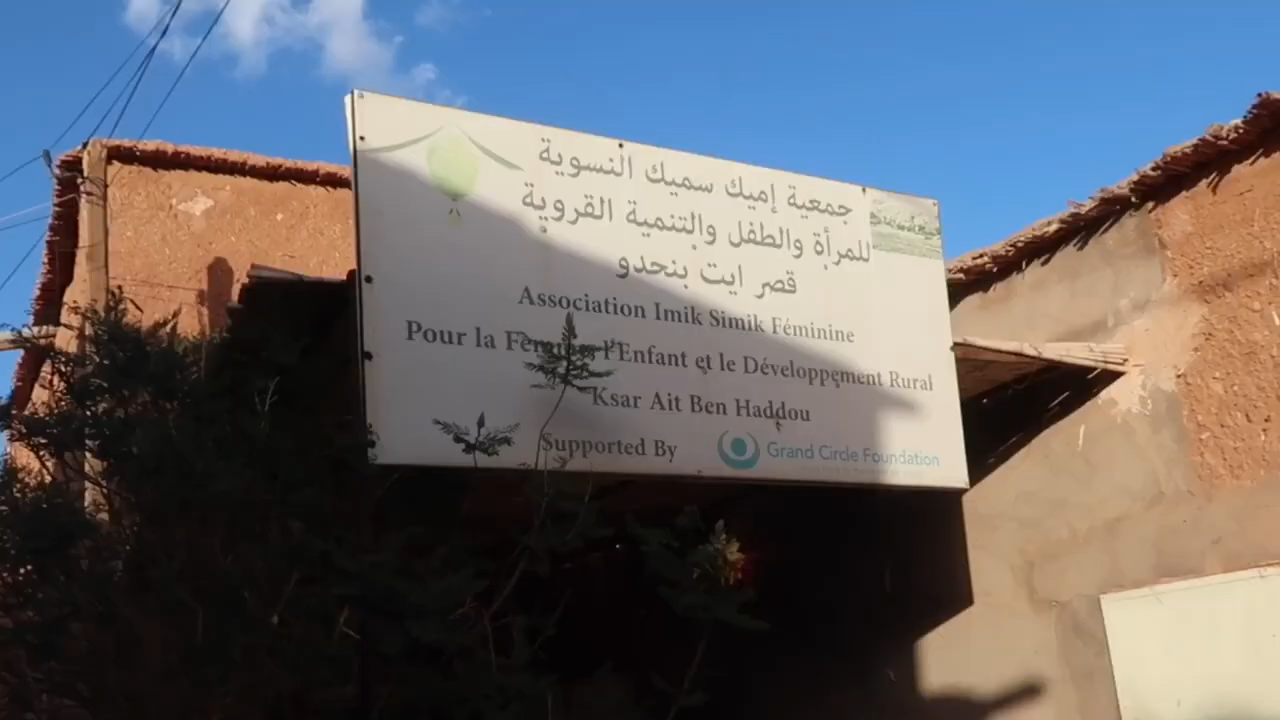 جمعية إميك سميك النسوية
للمرأة والطفل والتنمية القروية
قصر ايت بنحدو
Association Imik Simik Féminine
Pour la Femme l'Enfant et le Développement Rural
Ksar Ait Ben Haddou
Supported By
Grand Circle Foundation